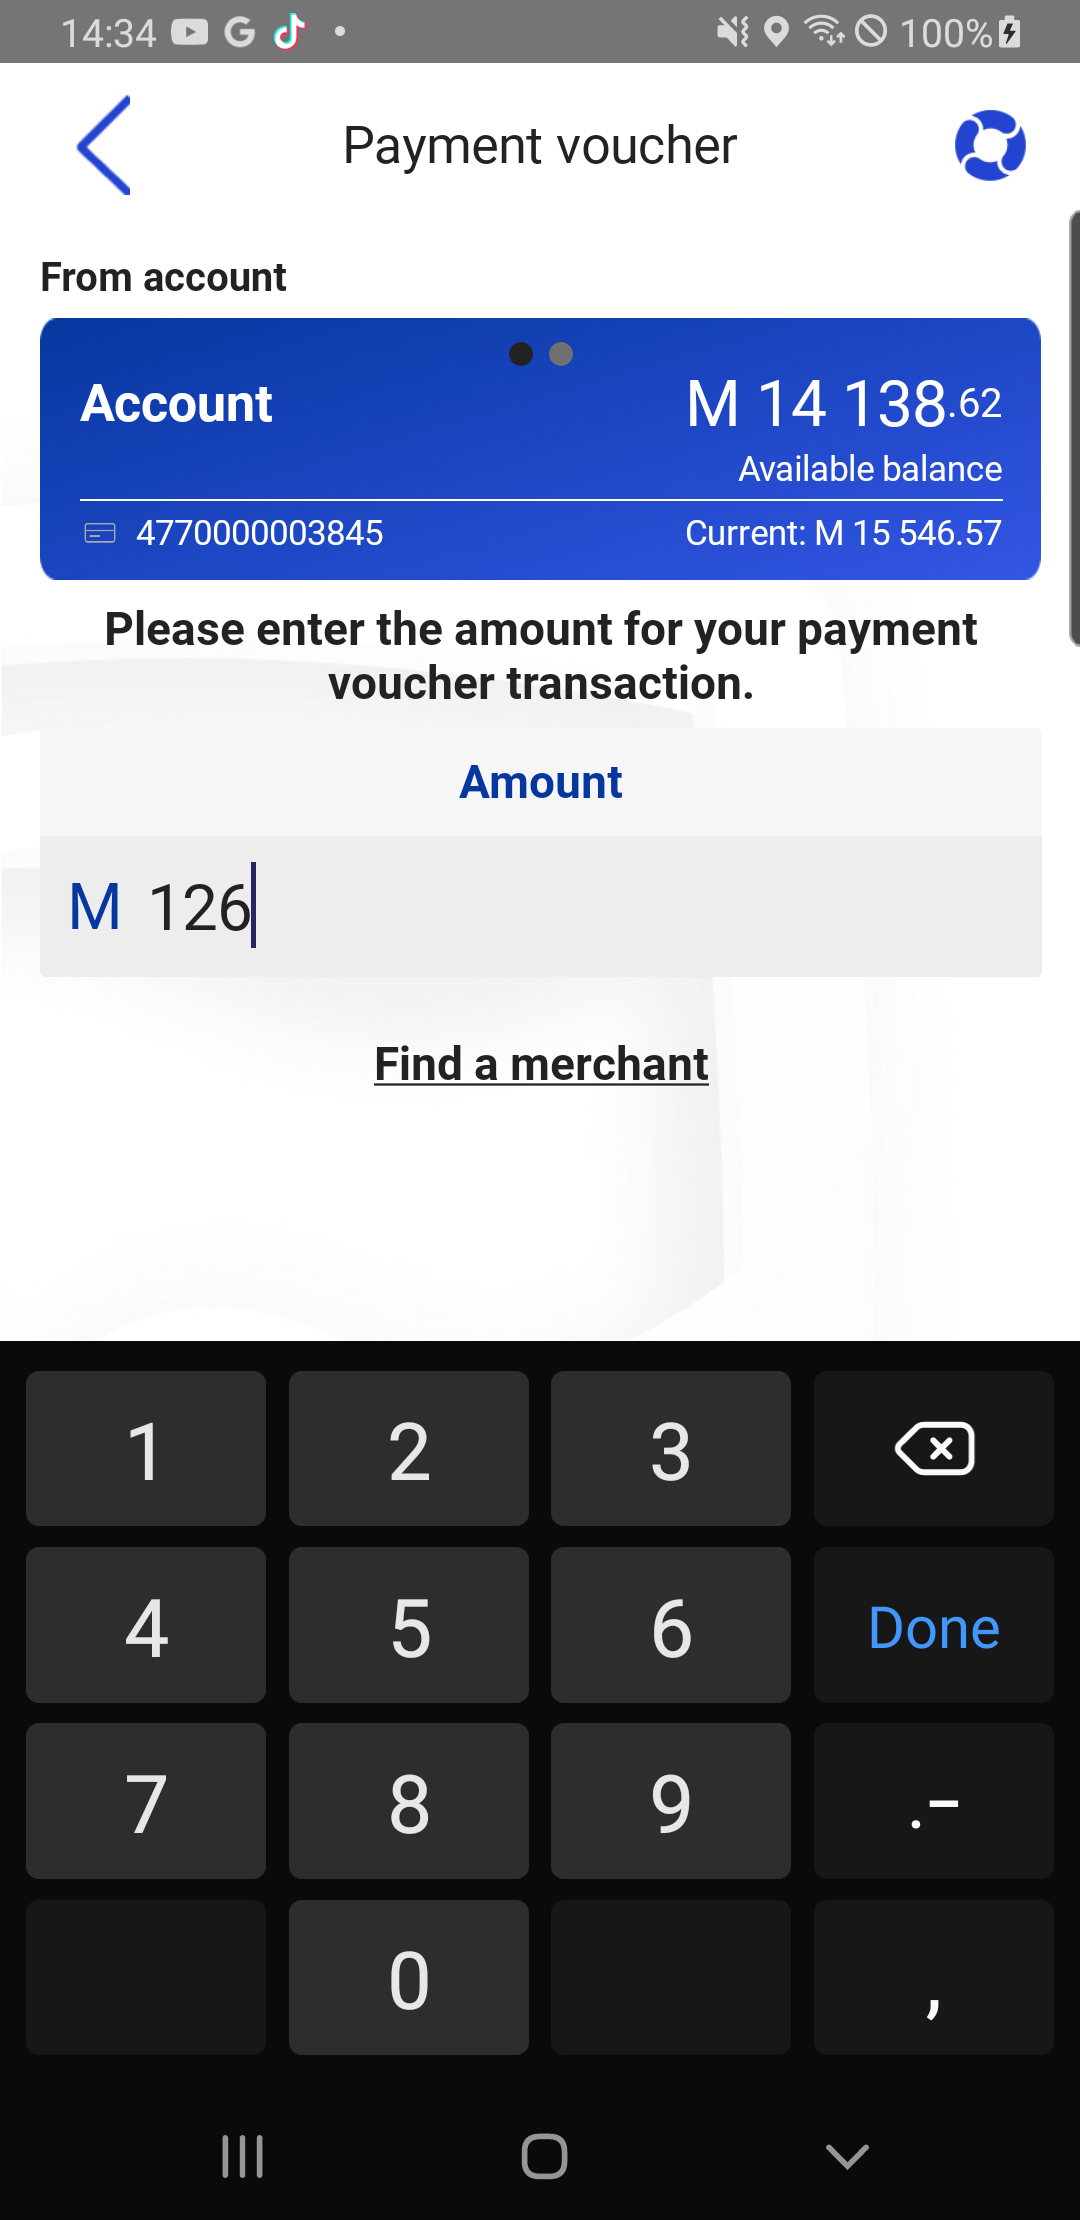 14:34
100%
Payment voucher
From account
Account
M 14 138.62
Available balance
4770000003845
Current: M 15 546.57
Please enter the amount for your payment
voucher transaction.
Amount
M 126
Find a merchant
1 2 3
4 5 6 Done
7 8 9 .-
0 ,